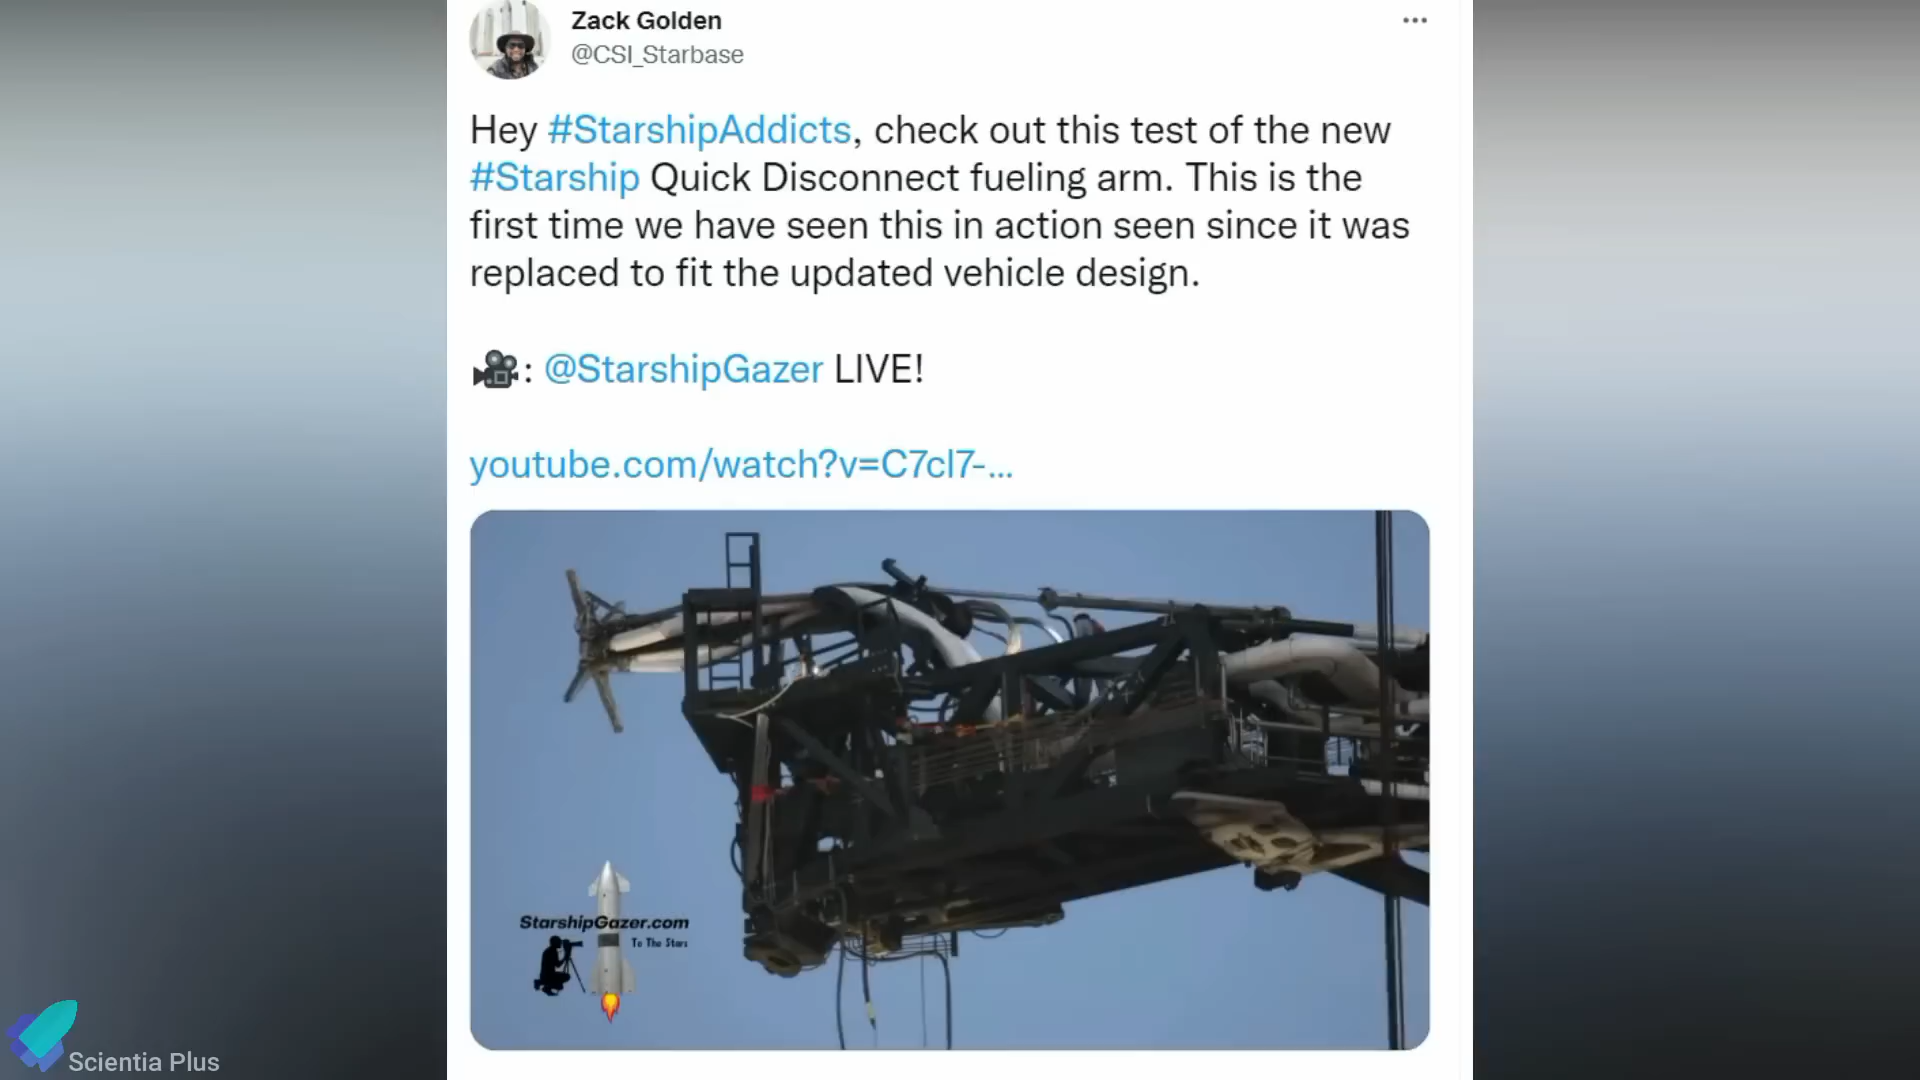 Zack Golden
@CSI_Starbase
Hey #StarshipAddicts, check out this test of the new
#Starship Quick Disconnect fueling arm. This is the
first time we have seen this in action seen since it was
replaced to fit the updated vehicle design.
🎥: @StarshipGazer LIVE!
youtube.com/watch?v=C7cl7-...
StarshipGazer.com
To The Stars
Scientia Plus